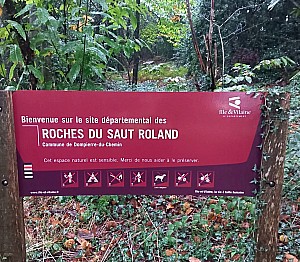 Ille & Vilaine
Bienvenue sur le site départemental des
ROCHES DU SAUT ROLAND
Commune de Dompierre-du-Chemin
Cet espace naturel est sensible. Merci de nous aider à le préserver.